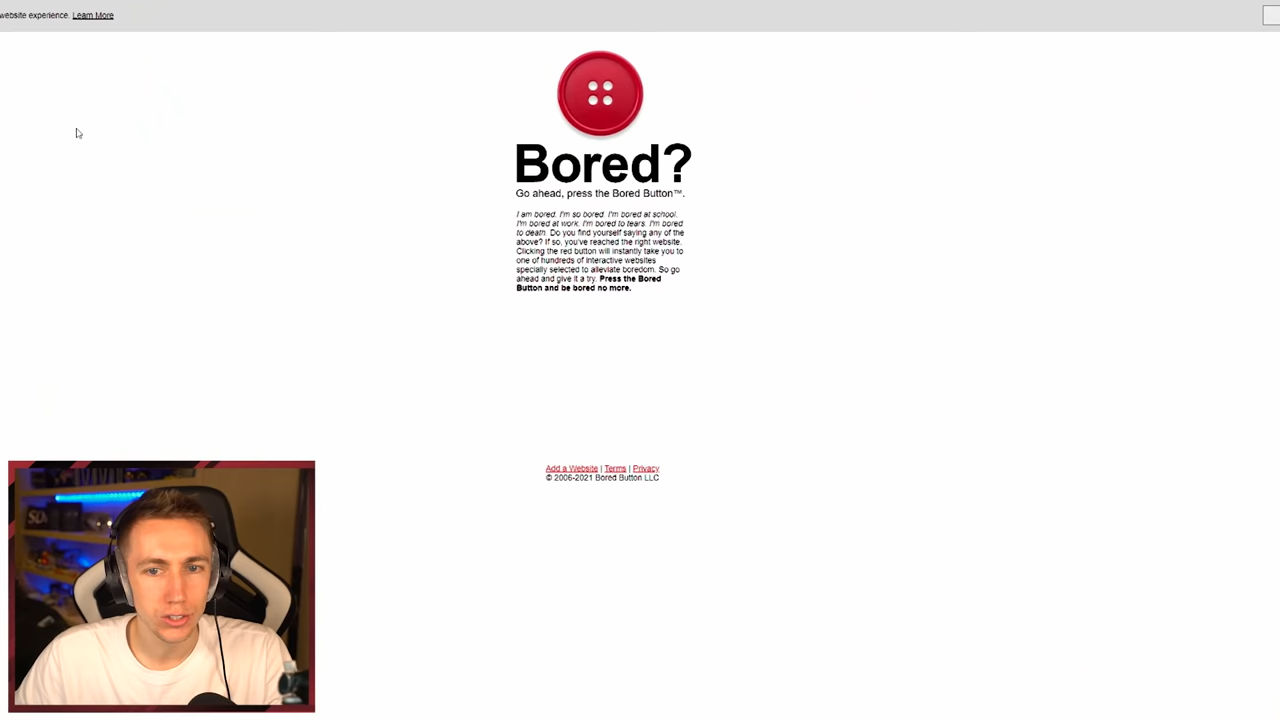 website experience. Learn More
Bored?
Go ahead, press the Bored Button™.
I am bored. I'm so bored. I'm bored at school.
I'm bored at work. I'm bored to tears. I'm bored
to death. Do you find yourself saying any of the
above? If so, you've reached the right website.
Clicking the red button will instantly take you to
one of hundreds of interactive websites
specially selected to alleviate boredom. So go
ahead and give it a try. Press the Bored
Button and be bored no more.
Add a Website | Terms | Privacy
© 2006-2021 Bored Button LLC